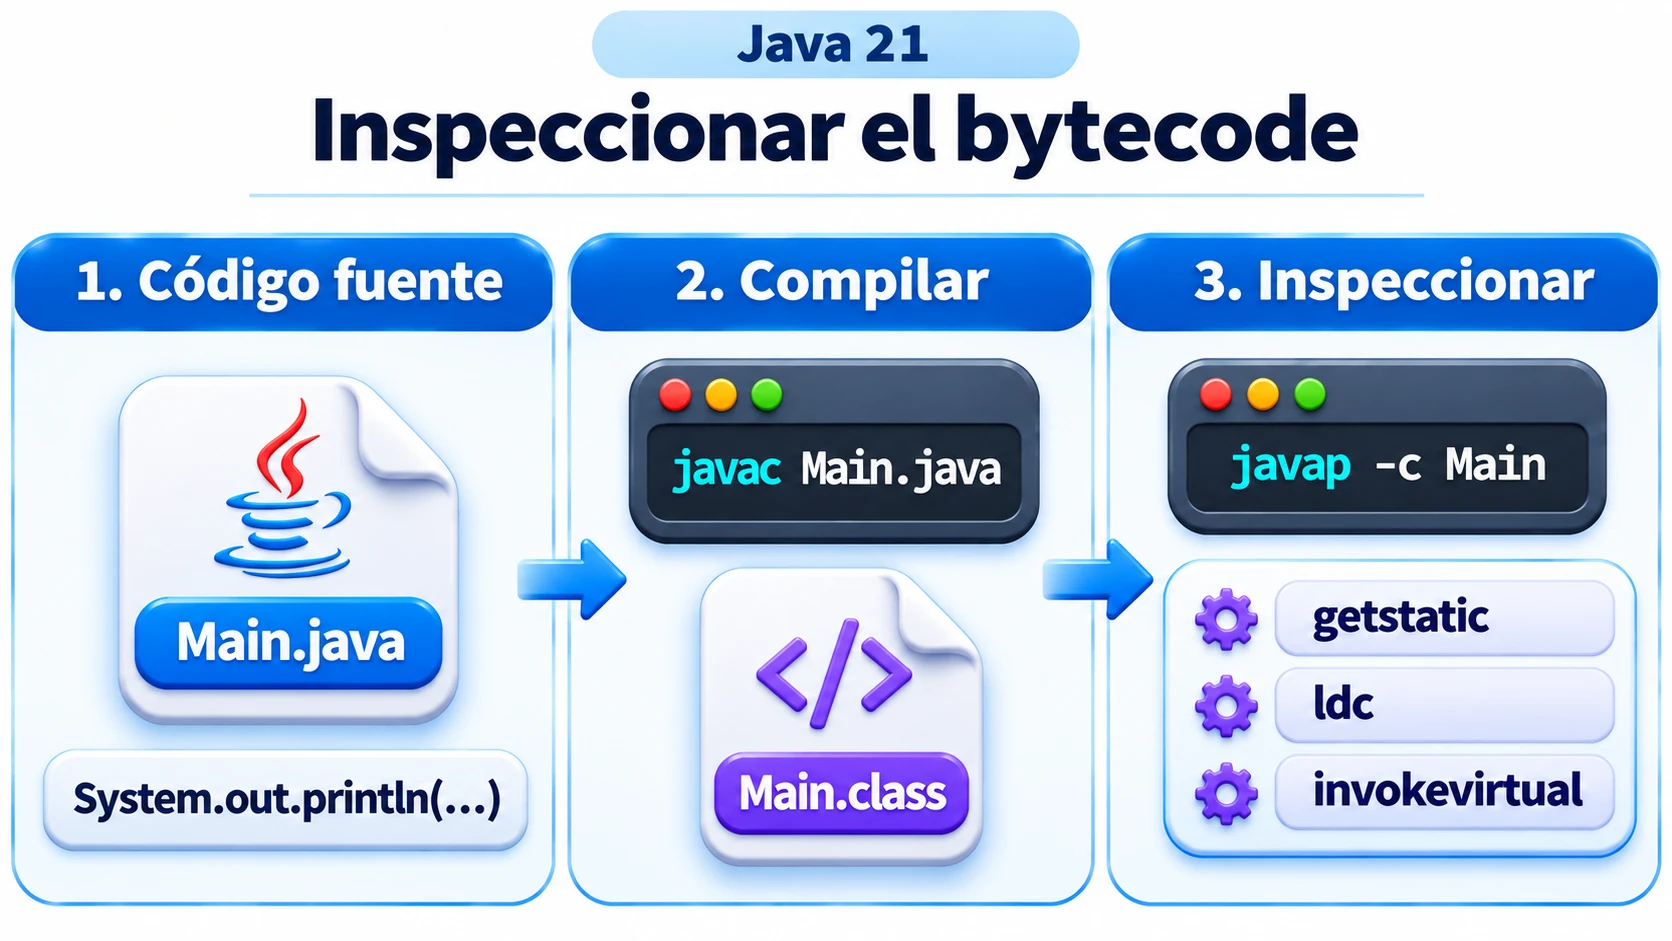 Java 21
Inspeccionar el bytecode
1. Código fuente
Main.java
System.out.println(...)
2. Compilar
javac Main.java
</>
Main.class
3. Inspeccionar
javap -c Main
getstatic
ldc
invokevirtual